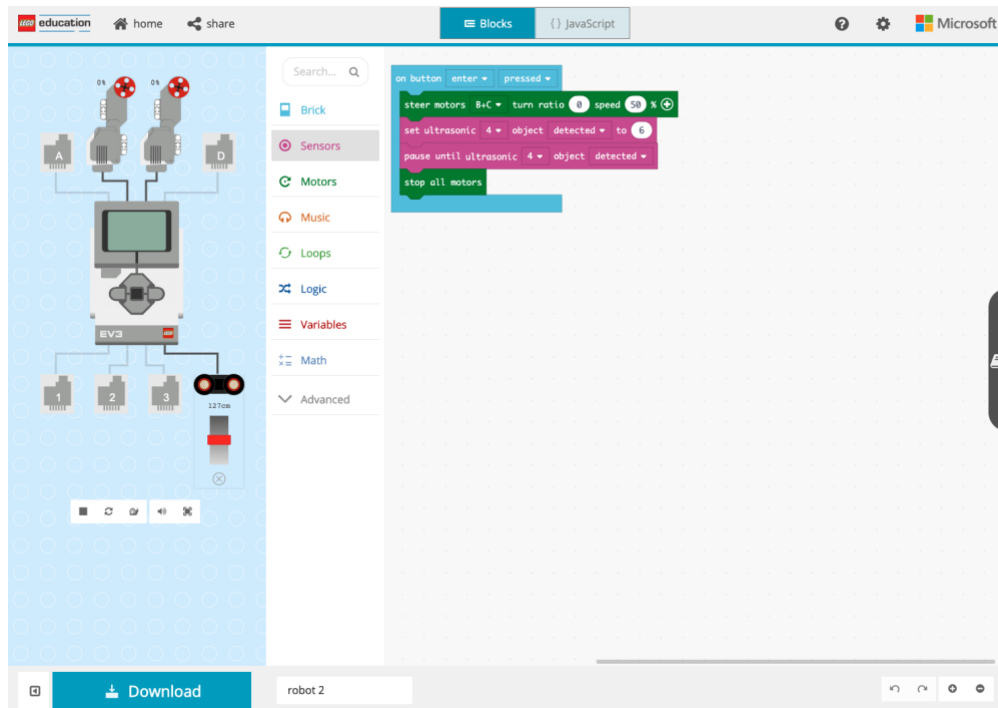 LEGO education home share Blocks { } JavaScript ? Microsoft
0% 0%
A D
EV3 LEGO
1 2 3
127cm
Search...
Brick
Sensors
Motors
Music
Loops
Logic
Variables
Math
Advanced
on button enter pressed
steer motors B+C turn ratio 0 speed 50 %
set ultrasonic 4 object detected to 6
pause until ultrasonic 4 object detected
stop all motors
Download robot 2